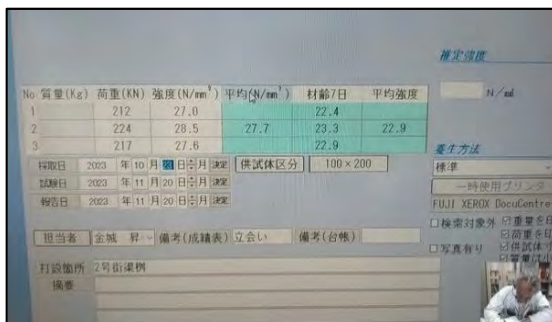 推定強度
No 質量(Kg) 荷重(KN) 強度(N/mm²) 平均(N/mm²) 材齢7日 平均強度
N/㎟
1 212 27.0 22.4
2 224 28.5 27.7 23.3 22.9
3 217 27.6 22.9
養生方法
採取日 2023 年 10 月 23 日 月 決定 供試体区分 100×200 標準
試験日 2023 年 11 月 20 日 月 決定 一時使用プリンタ
報告日 2023 年 11 月 20 日 月 決定 FUJI XEROX DocuCentre-
検索対象外
担当者 金城 昇 備考(成績表) 立会い 備考(台帳)
写真有り
打設箇所 2号街渠桝
摘要